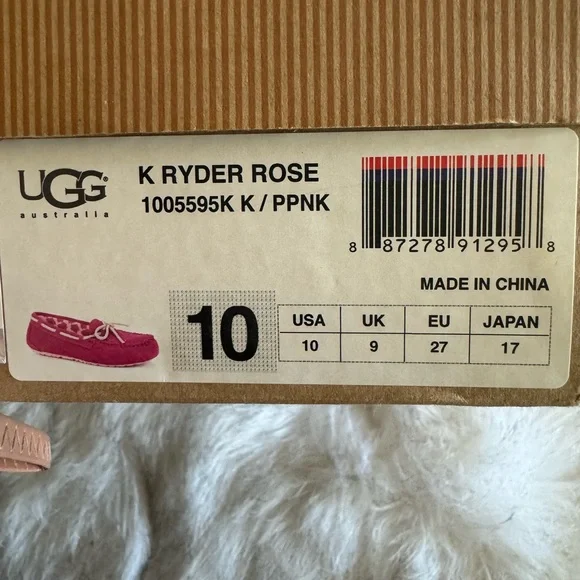 UGG®
australia
K RYDER ROSE
1005595K K / PPNK
8 87278 91295 8
MADE IN CHINA
10
USA UK EU JAPAN
10 9 27 17